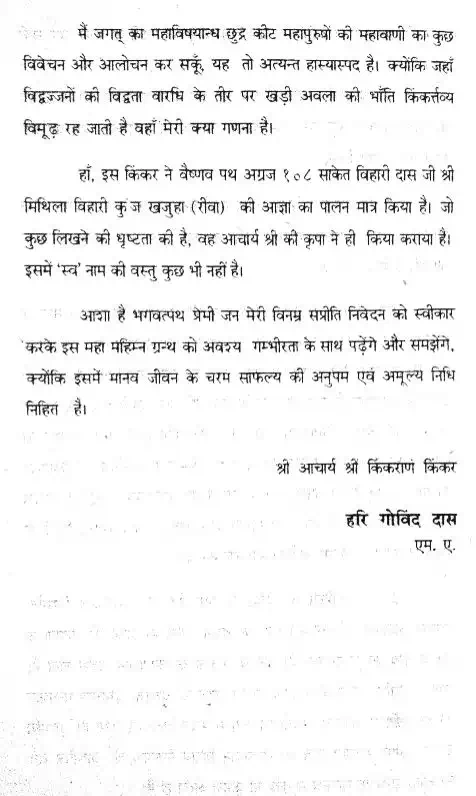 मैं जगत् का महाविषयान्ध छुद्र कीट महापुरुषों की महावाणी का कुछ
विवेचन और आलोचन कर सकूँ, यह तो अत्यन्त हास्यास्पद है। क्योंकि जहाँ
विद्वज्जनों की विद्वता वारधि के तीर पर खड़ी अवला की भाँति किंकर्त्तव्य
विमूढ़ रह जाती है वहाँ मेरी क्या गणना है।
हाँ, इस किंकर ने वैष्णव पथ अग्रज १०८ साकेत विहारी दास जी श्री
मिथिला विहारी कुंज खजुहा (रीवा) की आज्ञा का पालन मात्र किया है। जो
कुछ लिखने की धृष्टता की है, वह आचार्य श्री की कृपा ने ही किया कराया है।
इसमें 'स्व' नाम की वस्तु कुछ भी नहीं है।
आशा है भगवत्पंथ प्रेमी जन मेरी विनम्र संप्रीति निवेदन को स्वीकार
करके इस महा महिम्न ग्रन्थ को अवश्य गम्भीरता के साथ पढ़ेंगे और समझेंगे,
क्योंकि इसमें मानव जीवन के चरम साफल्य की अनुपम एवं अमूल्य निधि
निहित है।
श्री आचार्य श्री किंकराणं किंकर
हरि गोविंद दास
एम. ए.